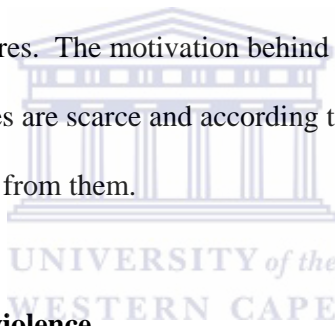 res. The motivation behind
es are scarce and according t
from them.
UNIVERSITY of the
WESTERN CAPE
violence